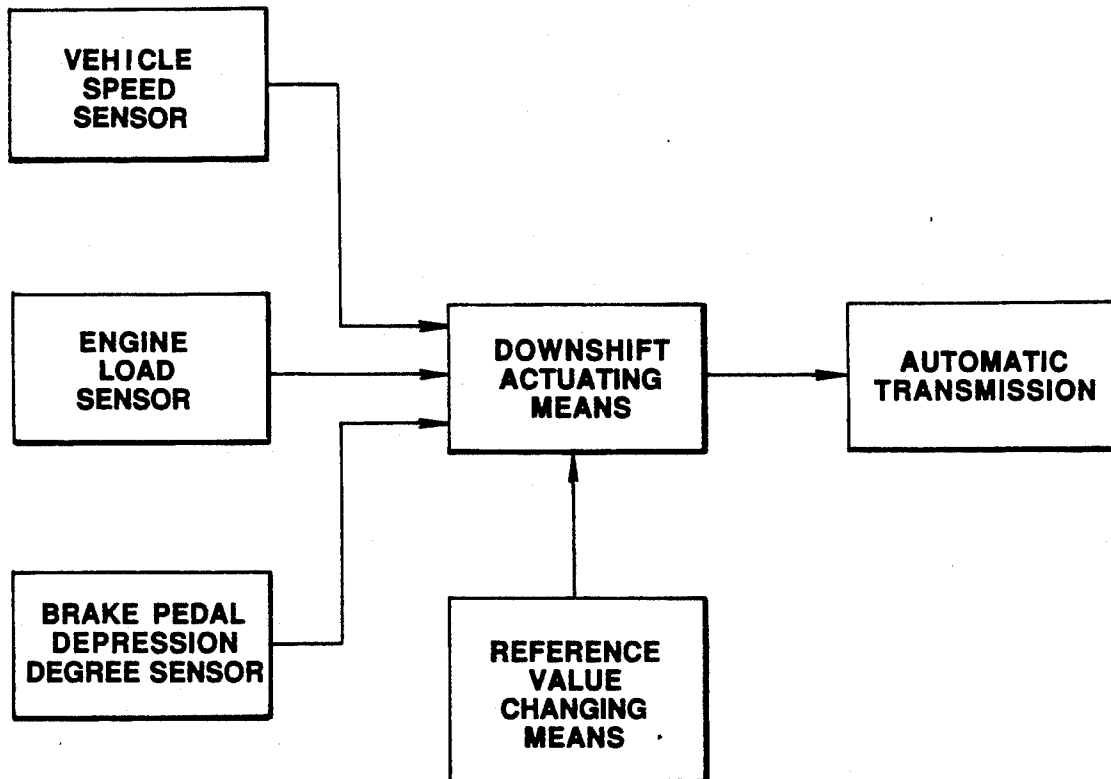 VEHICLE
SPEED
SENSOR
ENGINE
LOAD
SENSOR
BRAKE PEDAL
DEPRESSION
DEGREE SENSOR
DOWNSHIFT
ACTUATING
MEANS
REFERENCE
VALUE
CHANGING
MEANS
AUTOMATIC
TRANSMISSION